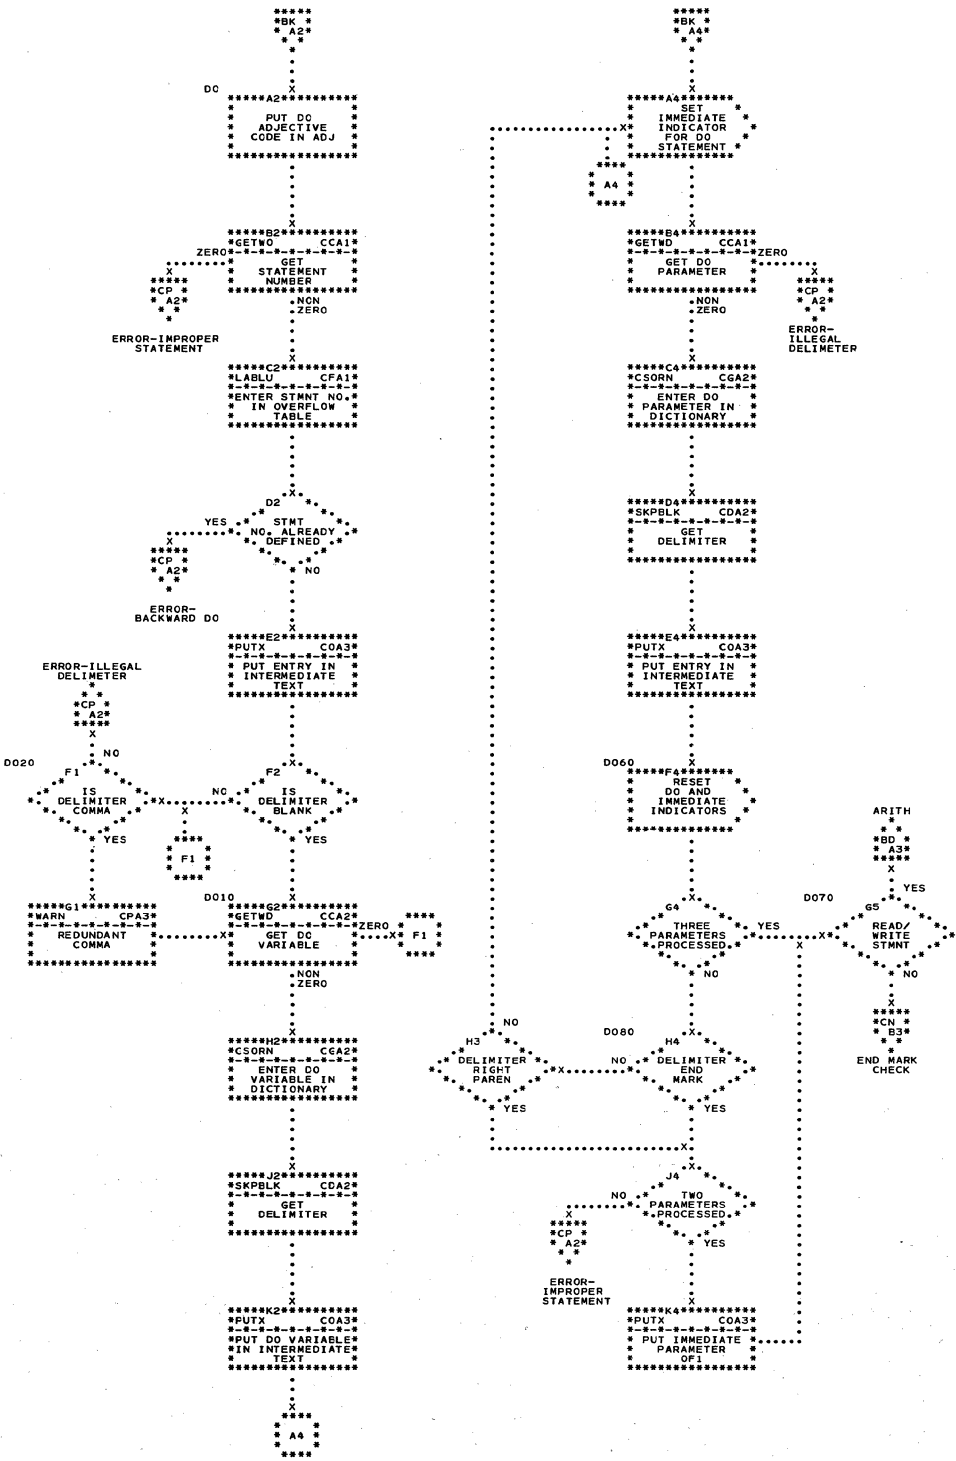 BK
A2
DO
A2
PUT DO
ADJECTIVE
CODE IN ADJ
B2
GETWD CCA1
ZERO
GET
STATEMENT
NUMBER
CP
A2
NON
ZERO
ERROR-IMPROPER
STATEMENT
C2
LABLU CFA1
ENTER STMNT NO.
IN OVERFLOW
TABLE
D2
YES
STMT
NO. ALREADY
DEFINED
NO
CP
A2
ERROR-
BACKWARD DO
E2
PUTX COA3
PUT ENTRY IN
INTERMEDIATE
TEXT
ERROR-ILLEGAL
DELIMETER
CP
A2
NO
DO20
F1
IS
DELIMITER
COMMA
YES
F2
NO
IS
DELIMITER
BLANK
YES
F1
DO10
G1
WARN CPA3
REDUNDANT
COMMA
G2
GETWD CCA2
ZERO
GET DO
VARIABLE
F1
NON
ZERO
H2
CSORN CGA2
ENTER DO
VARIABLE IN
DICTIONARY
J2
SKPBLK CDA2
GET
DELIMITER
K2
PUTX COA3
PUT DO VARIABLE
IN INTERMEDIATE
TEXT
A4
BK
A4
A4
SET
IMMEDIATE
INDICATOR
FOR DO
STATEMENT
A4
B4
GETWD CCA1
ZERO
GET DO
PARAMETER
CP
A2
NON
ZERO
ERROR-
ILLEGAL
DELIMETER
C4
CSORN CGA2
ENTER DO
PARAMETER IN
DICTIONARY
D4
SKPBLK CDA2
GET
DELIMITER
E4
PUTX COA3
PUT ENTRY IN
INTERMEDIATE
TEXT
DO60
F4
RESET
DO AND
IMMEDIATE
INDICATORS
ARITH
BD
A3
YES
G4
THREE
PARAMETERS
PROCESSED
YES
NO
DO70
G5
READ/
WRITE
STMNT
NO
CN
B3
END MARK
CHECK
NO
H3
DELIMITER
RIGHT
PAREN
YES
DO80
H4
NO
DELIMITER
END
MARK
YES
J4
NO
TWO
PARAMETERS
PROCESSED
YES
CP
A2
ERROR-
IMPROPER
STATEMENT
K4
PUTX COA3
PUT IMMEDIATE
PARAMETER
OF1